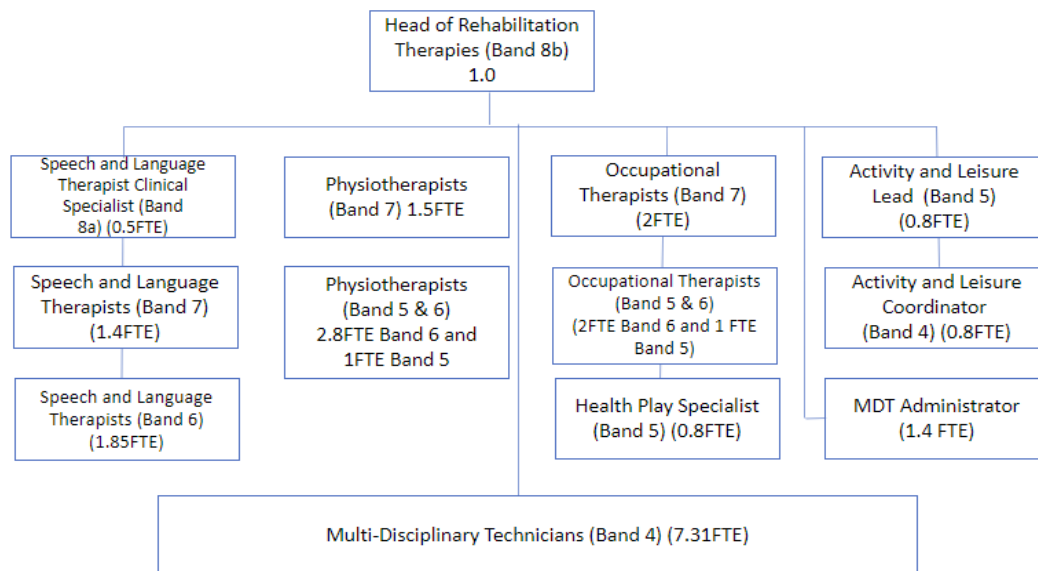 Head of Rehabilitation
Therapies (Band 8b)
1.0
Speech and Language
Therapist Clinical
Specialist (Band
8a) (0.5FTE)
Physiotherapists
(Band 7) 1.5FTE
Occupational
Therapists (Band 7)
(2FTE)
Activity and Leisure
Lead (Band 5)
(0.8FTE)
Speech and Language
Therapists (Band 7)
(1.4FTE)
Physiotherapists
(Band 5 & 6)
2.8FTE Band 6 and
1FTE Band 5
Occupational Therapists
(Band 5 & 6)
(2FTE Band 6 and 1 FTE
Band 5)
Activity and Leisure
Coordinator
(Band 4) (0.8FTE)
Speech and Language
Therapists (Band 6)
(1.85FTE)
Health Play Specialist
(Band 5) (0.8FTE)
MDT Administrator
(1.4 FTE)
Multi-Disciplinary Technicians (Band 4) (7.31FTE)